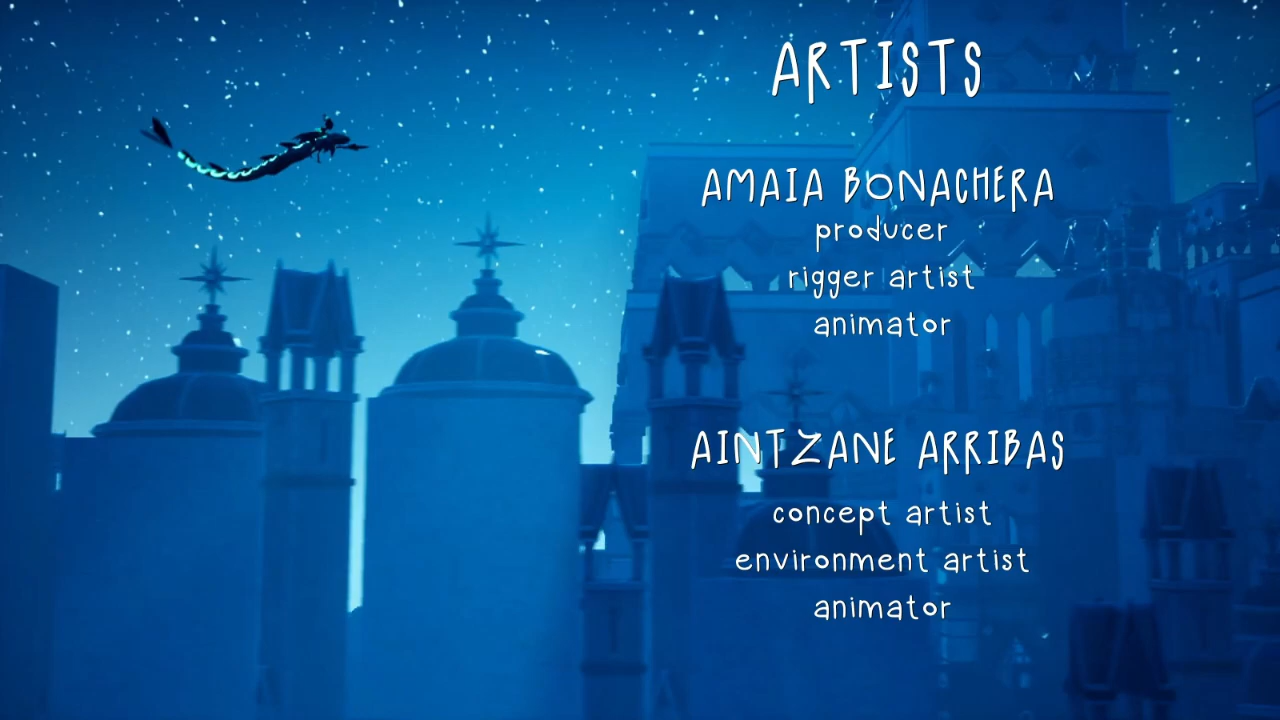 ARTISTS
AMAIA BONACHERA
producer
rigger artist
animator
AINTZANE ARRIBAS
concept artist
environment artist
animator